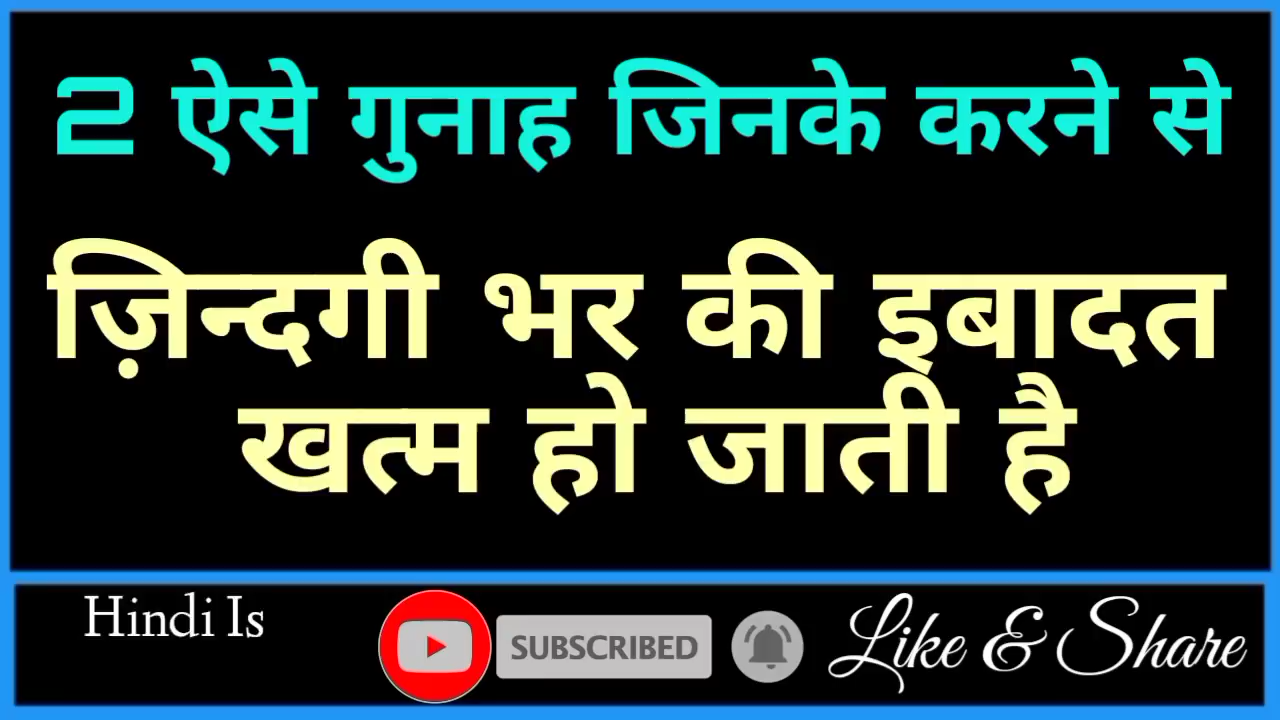 2 ऐसे गुनाह जिनके करने से
ज़िन्दगी भर की इबादत
खत्म हो जाती है
Hindi Is
SUBSCRIBED
Like & Share